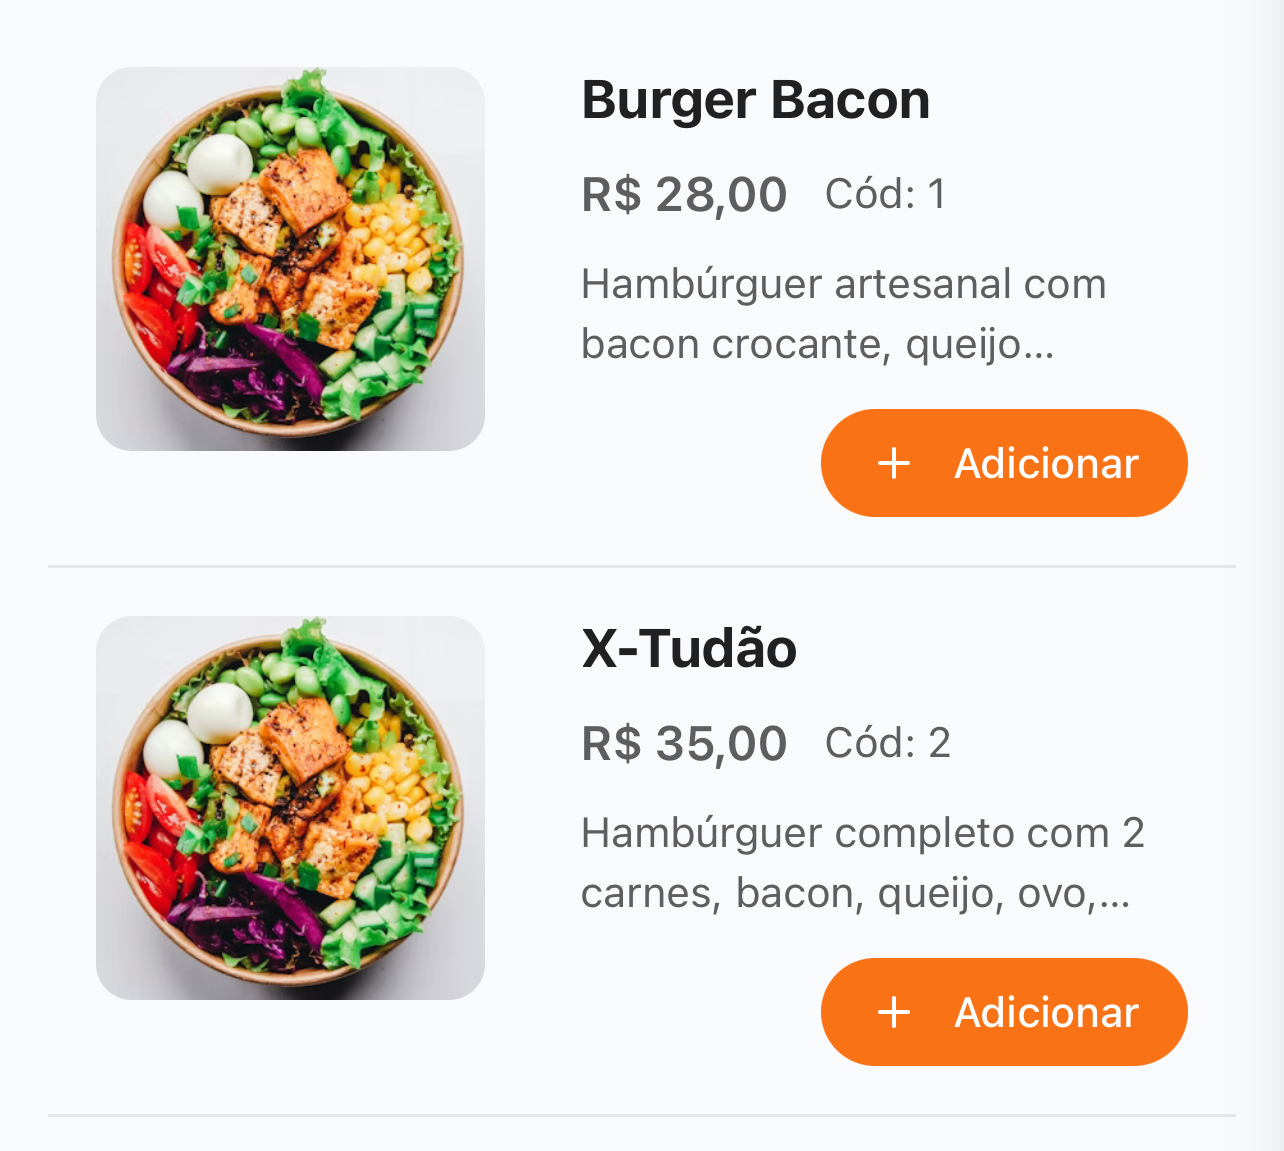 Burger Bacon
R$ 28,00 Cód: 1
Hambúrguer artesanal com
bacon crocante, queijo...
+ Adicionar
X-Tudão
R$ 35,00 Cód: 2
Hambúrguer completo com 2
carnes, bacon, queijo, ovo,...
+ Adicionar